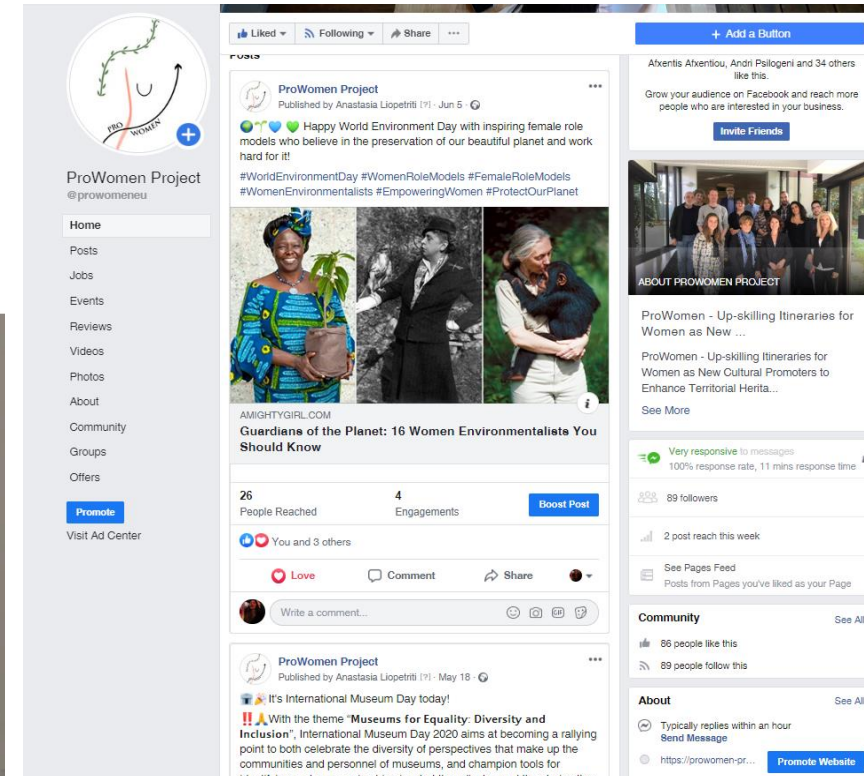 PRO WOMEN
ProWomen Project
@prowomeneu
Home
Posts
Jobs
Events
Reviews
Videos
Photos
About
Community
Groups
Offers
Promote
Visit Ad Center
Liked
Following
Share
Posts
ProWomen Project
Published by Anastasia Liopetriti [?] · Jun 5 ·
Happy World Environment Day with inspiring female role
models who believe in the preservation of our beautiful planet and work
hard for it!
#WorldEnvironmentDay #WomenRoleModels #FemaleRoleModels
#WomenEnvironmentalists #EmpoweringWomen #ProtectOurPlanet
AMIGHTYGIRL.COM
Guardians of the Planet: 16 Women Environmentalists You
Should Know
26
People Reached
4
Engagements
Boost Post
You and 3 others
Love
Comment
Share
Write a comment...
GIF
ProWomen Project
Published by Anastasia Liopetriti [?] · May 18 ·
It's International Museum Day today!
With the theme "Museums for Equality: Diversity and
Inclusion", International Museum Day 2020 aims at becoming a rallying
point to both celebrate the diversity of perspectives that make up the
communities and personnel of museums, and champion tools for
+ Add a Button
Afxentis Afxentiou, Andri Psilogeni and 34 others
like this.
Grow your audience on Facebook and reach more
people who are interested in your business.
Invite Friends
ABOUT PROWOMEN PROJECT
ProWomen - Up-skilling Itineraries for
Women as New ...
ProWomen - Up-skilling Itineraries for
Women as New Cultural Promoters to
Enhance Territorial Herita...
See More
Very responsive to messages
100% response rate, 11 mins response time
89 followers
2 post reach this week
See Pages Feed
Posts from Pages you've liked as your Page
Community
See All
86 people like this
89 people follow this
About
See All
Typically replies within an hour
Send Message
https://prowomen-pr...
Promote Website